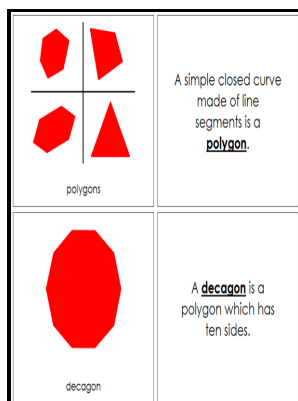 A simple closed curve
made of line
segments is a
polygon.
polygons
A decagon is a
polygon which has
ten sides.
decagon